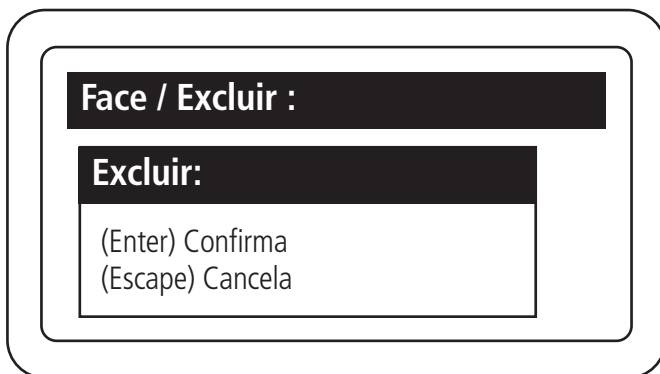 Face / Excluir :
Excluir:
(Enter) Confirma
(Escape) Cancela